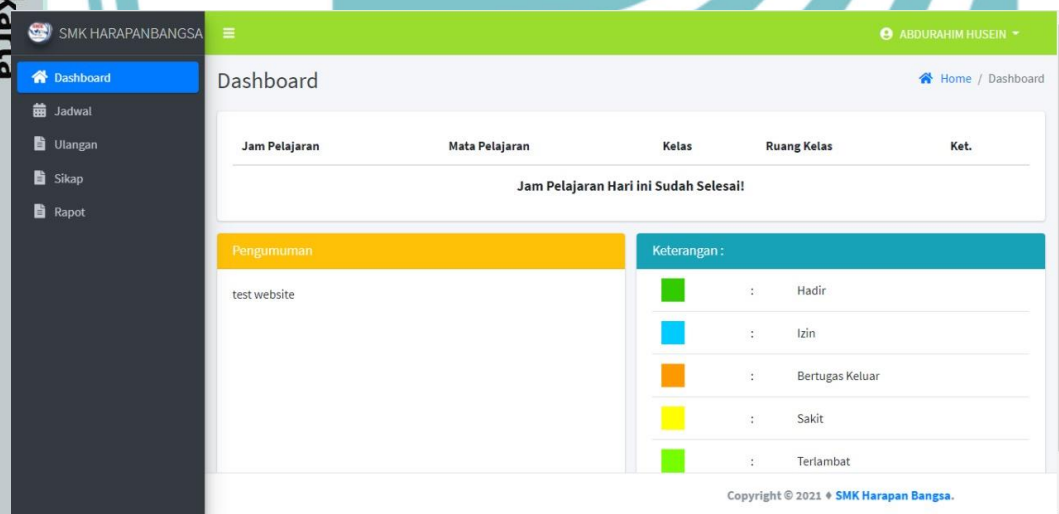 SMK HARAPANBANGSA
ABDURAHIM HUSEIN
Dashboard
Jadwal
Ulangan
Sikap
Rapot
Dashboard
Home / Dashboard
Jam Pelajaran Mata Pelajaran Kelas Ruang Kelas Ket.
Jam Pelajaran Hari ini Sudah Selesai!
Pengumuman
test website
Keterangan :
: Hadir
: Izin
: Bertugas Keluar
: Sakit
: Terlambat
Copyright © 2021 ♦ SMK Harapan Bangsa.